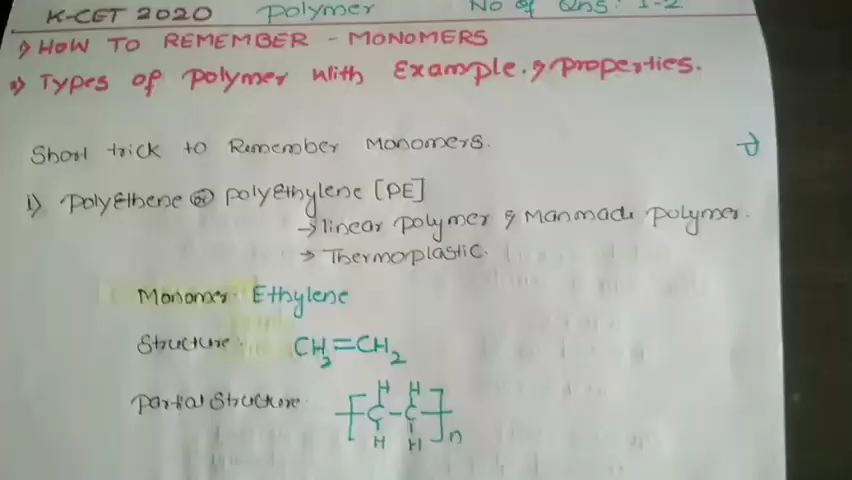 K-CET 2020 Polymer No of Qns: 1-2
→ HOW TO REMEMBER - MONOMERS
→ Types of polymer with Example. & properties.
Short trick to Remember Monomers.
1) PolyEthene or polyEthylene [PE]
→ linear polymer & Manmade polymer.
→ Thermoplastic.
Monomer: Ethylene
Structure: CH2=CH2
H H
Partial Structure: [C-C]
H H n